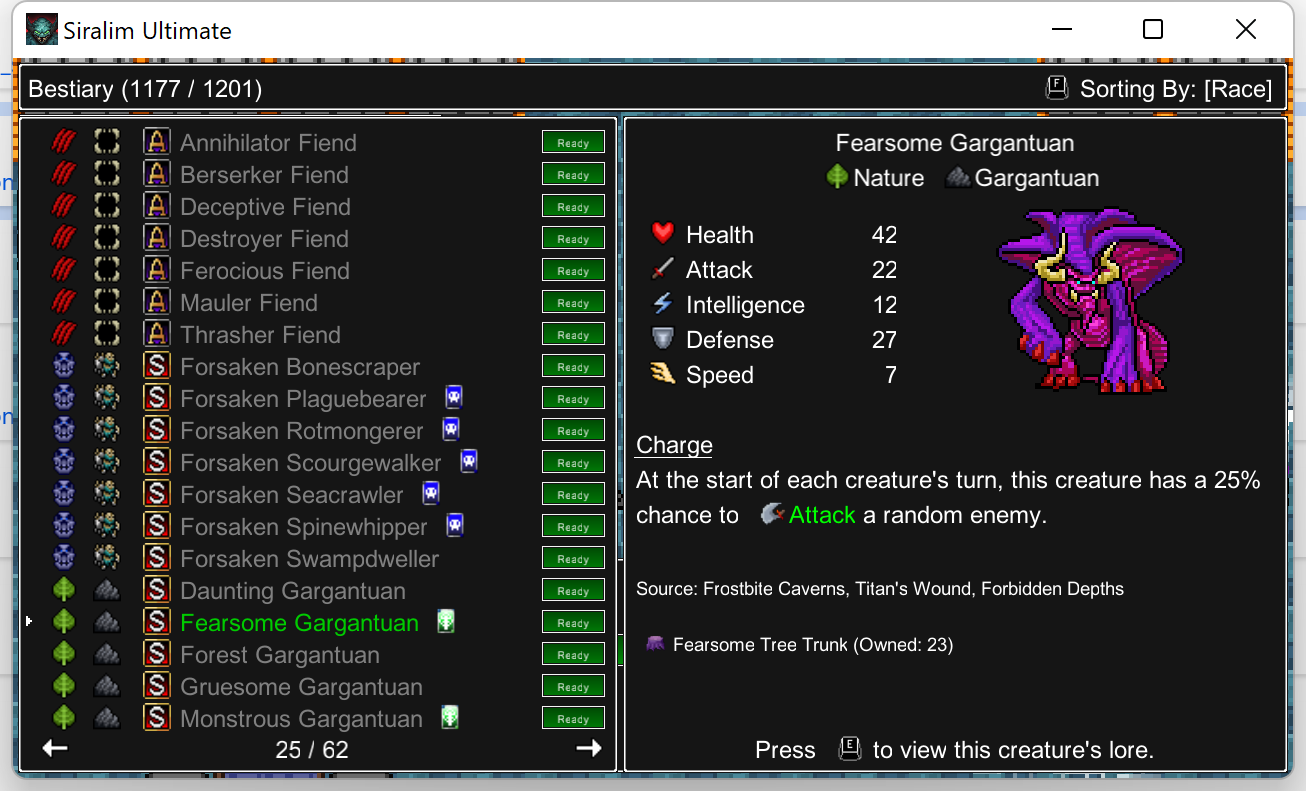 Siralim Ultimate
Bestiary (1177 / 1201)
F Sorting By: [Race]
A Annihilator Fiend Ready
A Berserker Fiend Ready
A Deceptive Fiend Ready
A Destroyer Fiend Ready
A Ferocious Fiend Ready
A Mauler Fiend Ready
A Thrasher Fiend Ready
S Forsaken Bonescraper Ready
S Forsaken Plaguebearer Ready
S Forsaken Rotmongerer Ready
S Forsaken Scourgewalker Ready
S Forsaken Seacrawler Ready
S Forsaken Spinewhipper Ready
S Forsaken Swampdweller Ready
S Daunting Gargantuan Ready
S Fearsome Gargantuan Ready
S Forest Gargantuan Ready
S Gruesome Gargantuan Ready
S Monstrous Gargantuan Ready
25 / 62
Fearsome Gargantuan
Nature Gargantuan
Health 42
Attack 22
Intelligence 12
Defense 27
Speed 7
Charge
At the start of each creature's turn, this creature has a 25%
chance to Attack a random enemy.
Source: Frostbite Caverns, Titan's Wound, Forbidden Depths
Fearsome Tree Trunk (Owned: 23)
Press E to view this creature's lore.